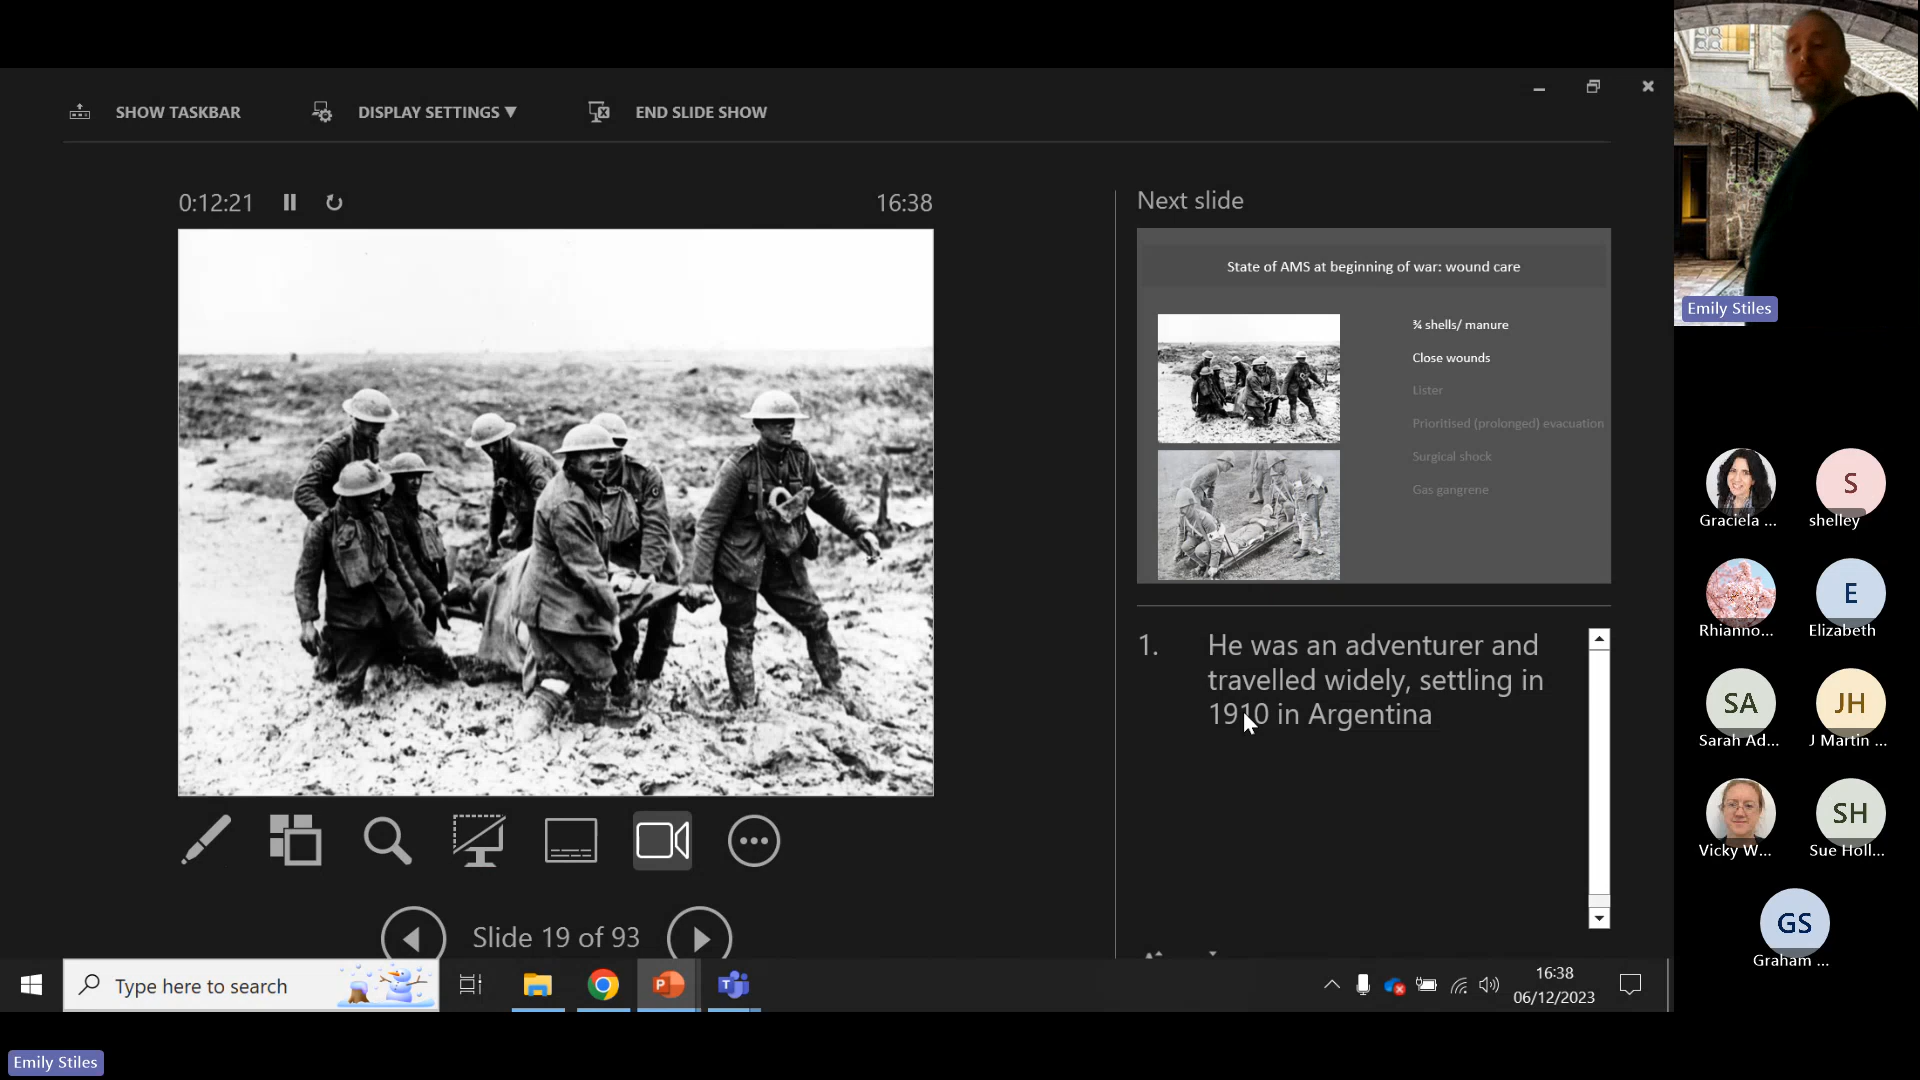 SHOW TASKBAR
DISPLAY SETTINGS ▼
END SLIDE SHOW
0:12:21
16:38
Next slide
State of AMS at beginning of war: wound care
¾ shells/ manure
Close wounds
Lister
Prioritised (prolonged) evacuation
Surgical shock
Gas gangrene
1. He was an adventurer and
travelled widely, settling in
1910 in Argentina
Slide 19 of 93
Type here to search
16:38
06/12/2023
Emily Stiles
Emily Stiles
Graciela ...
S
shelley
Rhianno...
E
Elizabeth
SA
Sarah Ad...
JH
J Martin ...
Vicky W...
SH
Sue Holl...
GS
Graham ...